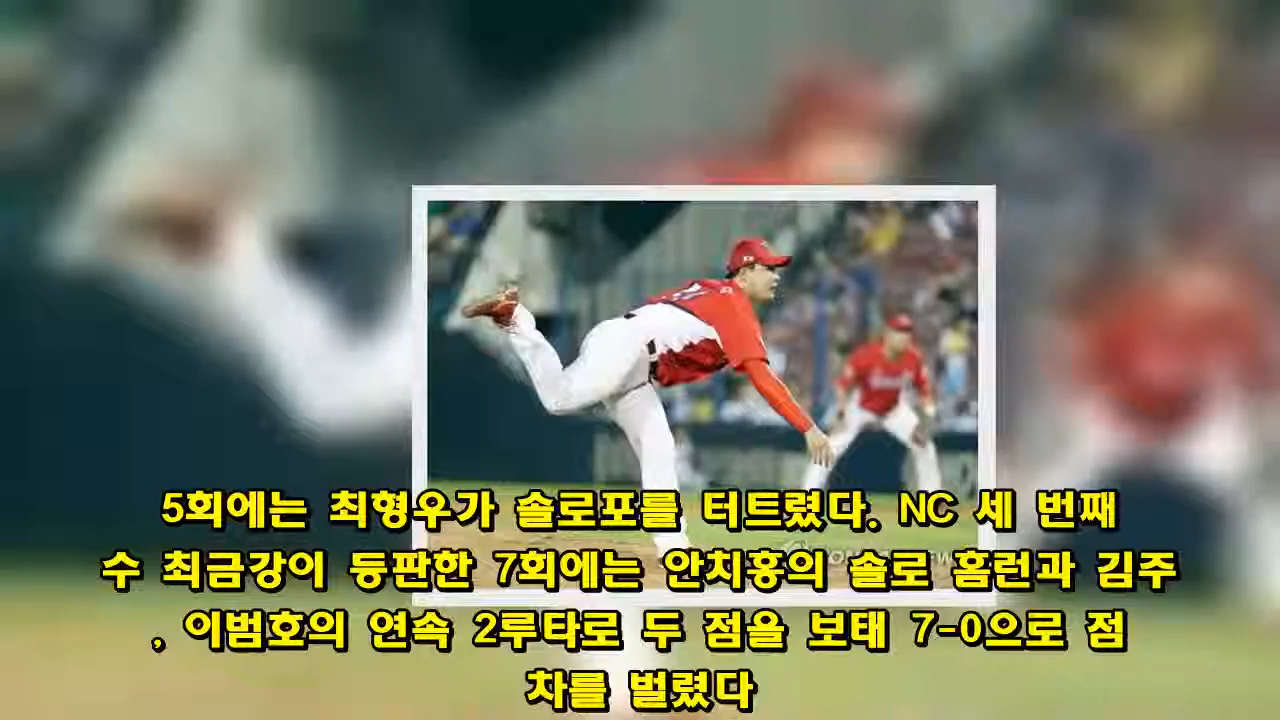 5회에는 최형우가 솔로포를 터트렸다. NC 세 번째
수 최금강이 등판한 7회에는 안치홍의 솔로 홈런과 김주
, 이범호의 연속 2루타로 두 점을 보태 7-0으로 점
차를 벌렸다